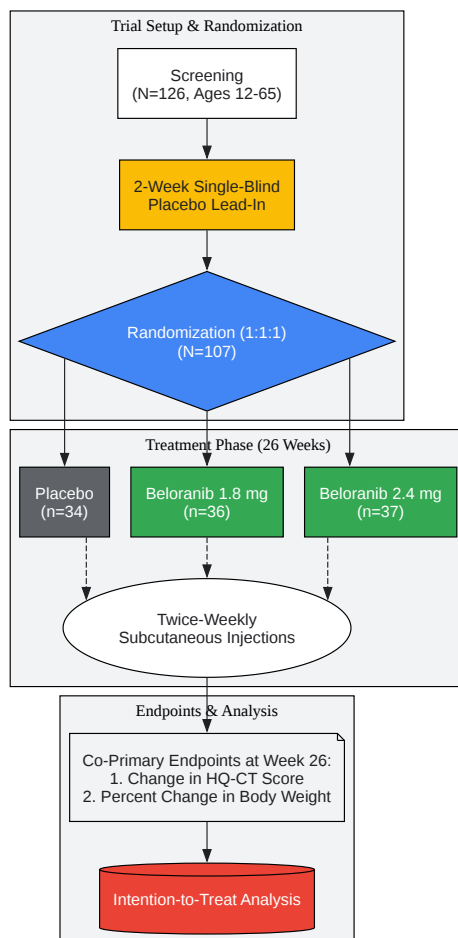 Trial Setup & Randomization
Screening
(N=126, Ages 12-65)
2-Week Single-Blind
Placebo Lead-In
Randomization (1:1:1)
(N=107)
Treatment Phase (26 Weeks)
Placebo
(n=34)
Beloranib 1.8 mg
(n=36)
Beloranib 2.4 mg
(n=37)
Twice-Weekly
Subcutaneous Injections
Endpoints & Analysis
Co-Primary Endpoints at Week 26:
1. Change in HQ-CT Score
2. Percent Change in Body Weight
Intention-to-Treat Analysis